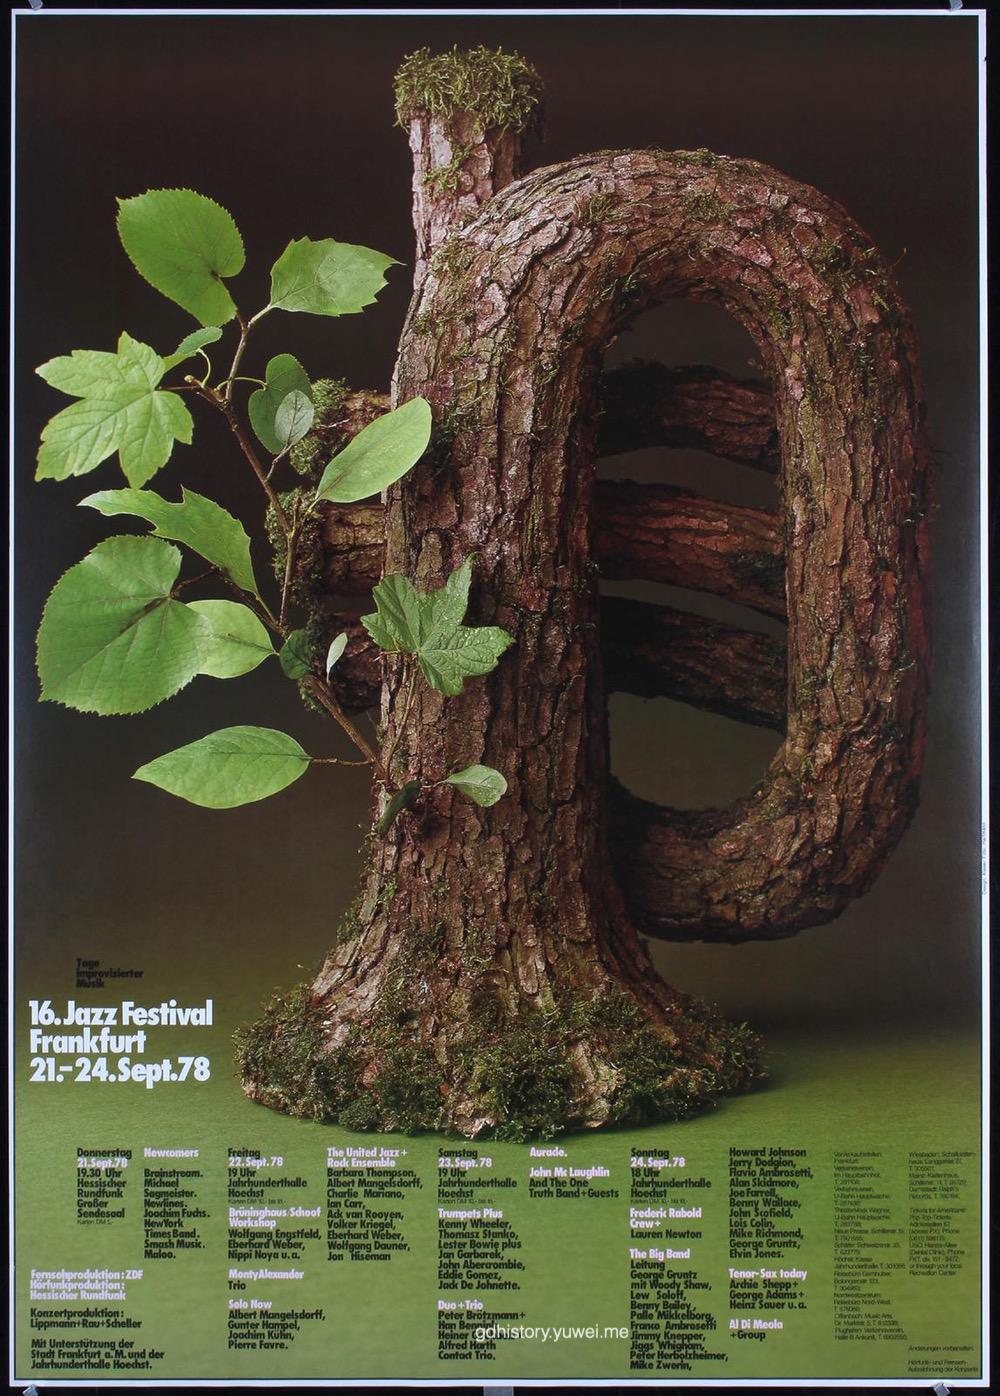 Tage
Improvisierter
Musik
16. Jazz Festival
Frankfurt
21.–24. Sept. 78
Donnerstag
21. Sept. 78
19.30 Uhr
Hessischer
Rundfunk
Großer
Sendesaal
Newcomers
Brainstream.
Michael
Sagmeister.
Newlines.
Joachim Fuchs.
New York
Times Band.
Smash Music.
Maloo.
Fernsehproduktion: ZDF
Hörfunkproduktion:
Hessischer Rundfunk
Konzertproduktion:
Lippmann+Rau+Scheller
Mit Unterstützung der
Stadt Frankfurt a. M. und der
Jahrhunderthalle Hoechst.
Freitag
22. Sept. 78
19 Uhr
Jahrhunderthalle
Hoechst
Brüninghaus/Schoof
Workshop
Wolfgang Engstfeld,
Eberhard Weber,
Nippi Noya u. a.
Monty Alexander
Trio
Solo Now
Albert Mangelsdorff,
Gunter Hampel,
Joachim Kühn,
Pierre Favre.
The United Jazz +
Rock Ensemble
Barbara Thompson,
Albert Mangelsdorff,
Charlie Mariano,
Ian Carr,
Ack van Rooyen,
Volker Kriegel,
Eberhard Weber,
Wolfgang Dauner,
Jon Hiseman
Samstag
23. Sept. 78
19 Uhr
Jahrhunderthalle
Hoechst
Trumpets Plus
Kenny Wheeler,
Thomasz Stanko,
Lester Bowie plus
Jan Garbarek,
John Abercrombie,
Eddie Gomez,
Jack De Johnette.
Duo + Trio
Peter Brötzmann+
Alfred Harth
Contact Trio.
Aurade.
John Mc Laughlin
And The One
Truth Band+Guests
Sonntag
24. Sept. 78
18 Uhr
Jahrhunderthalle
Hoechst
Frederic Rabold
Crew+
Lauren Newton
The Big Band
Leitung
George Gruntz
mit Woody Shaw,
Lew Soloff,
Benny Bailey,
Palle Mikkelborg,
Franco Ambrosetti
Jimmy Knepper,
Jiggs Whigham,
Peter Herbolzheimer,
Mike Zwerin,
Howard Johnson
Jerry Dodgion,
Flavio Ambrosetti,
Alan Skidmore,
Joe Farrell,
Benny Wallace,
John Scofield,
Lois Colin,
Mike Richmond,
George Gruntz,
Elvin Jones.
Tenor-Sax today
Archie Shepp+
George Adams+
Heinz Sauer u. a.
Al Di Meola
+Group
Änderungen vorbehalten.
Hörfunk- und Fernseh-
Aufzeichnung der Konzerte
gdhistory.yuwei.me